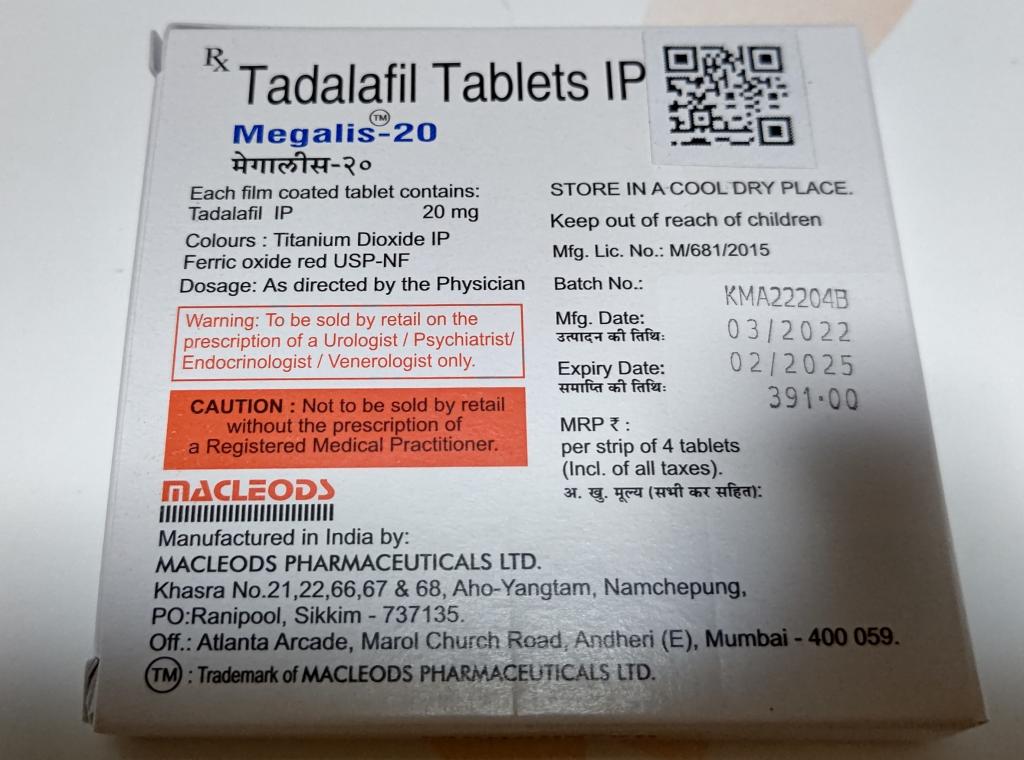 Rx Tadalafil Tablets IP
Megalis™-20
मेगालीस-२०
Each film coated tablet contains:
Tadalafil IP 20 mg
Colours : Titanium Dioxide IP
Ferric oxide red USP-NF
Dosage: As directed by the Physician
Warning: To be sold by retail on the
prescription of a Urologist / Psychiatrist/
Endocrinologist / Venerologist only.
CAUTION : Not to be sold by retail
without the prescription of
a Registered Medical Practitioner.
STORE IN A COOL DRY PLACE.
Keep out of reach of children
Mfg. Lic. No.: M/681/2015
Batch No.: KMA22204B
Mfg. Date: 03/2022
उत्पादन की तिथि:
Expiry Date: 02/2025
समाप्ति की तिथि:
391.00
MRP ₹ :
per strip of 4 tablets
(Incl. of all taxes).
अ. खु. मूल्य (सभी कर सहित):
MACLEODS
Manufactured in India by:
MACLEODS PHARMACEUTICALS LTD.
Khasra No.21,22,66,67 & 68, Aho-Yangtam, Namchepung,
PO:Ranipool, Sikkim - 737135.
Off.: Atlanta Arcade, Marol Church Road, Andheri (E), Mumbai - 400 059.
TM : Trademark of MACLEODS PHARMACEUTICALS LTD.